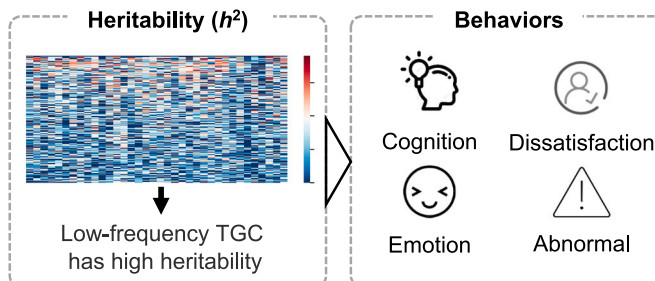 Heritability (h²)
Low-frequency TGC
has high heritability
Behaviors
Cognition
Dissatisfaction
Emotion
Abnormal